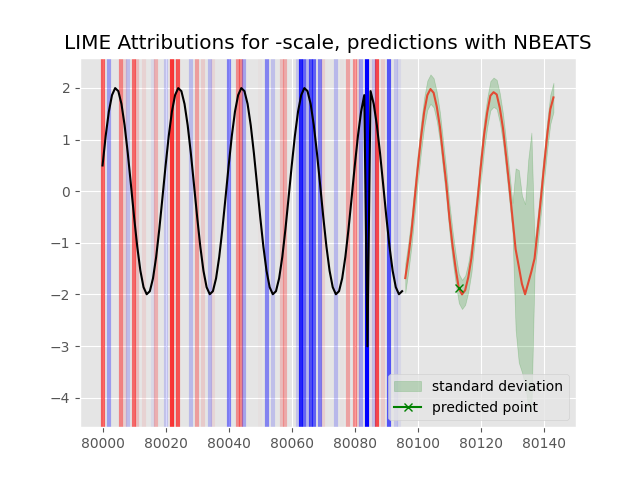 LIME Attributions for -scale, predictions with NBEATS
2
1
0
−1
−2
−3
−4
standard deviation
predicted point
80000 80020 80040 80060 80080 80100 80120 80140